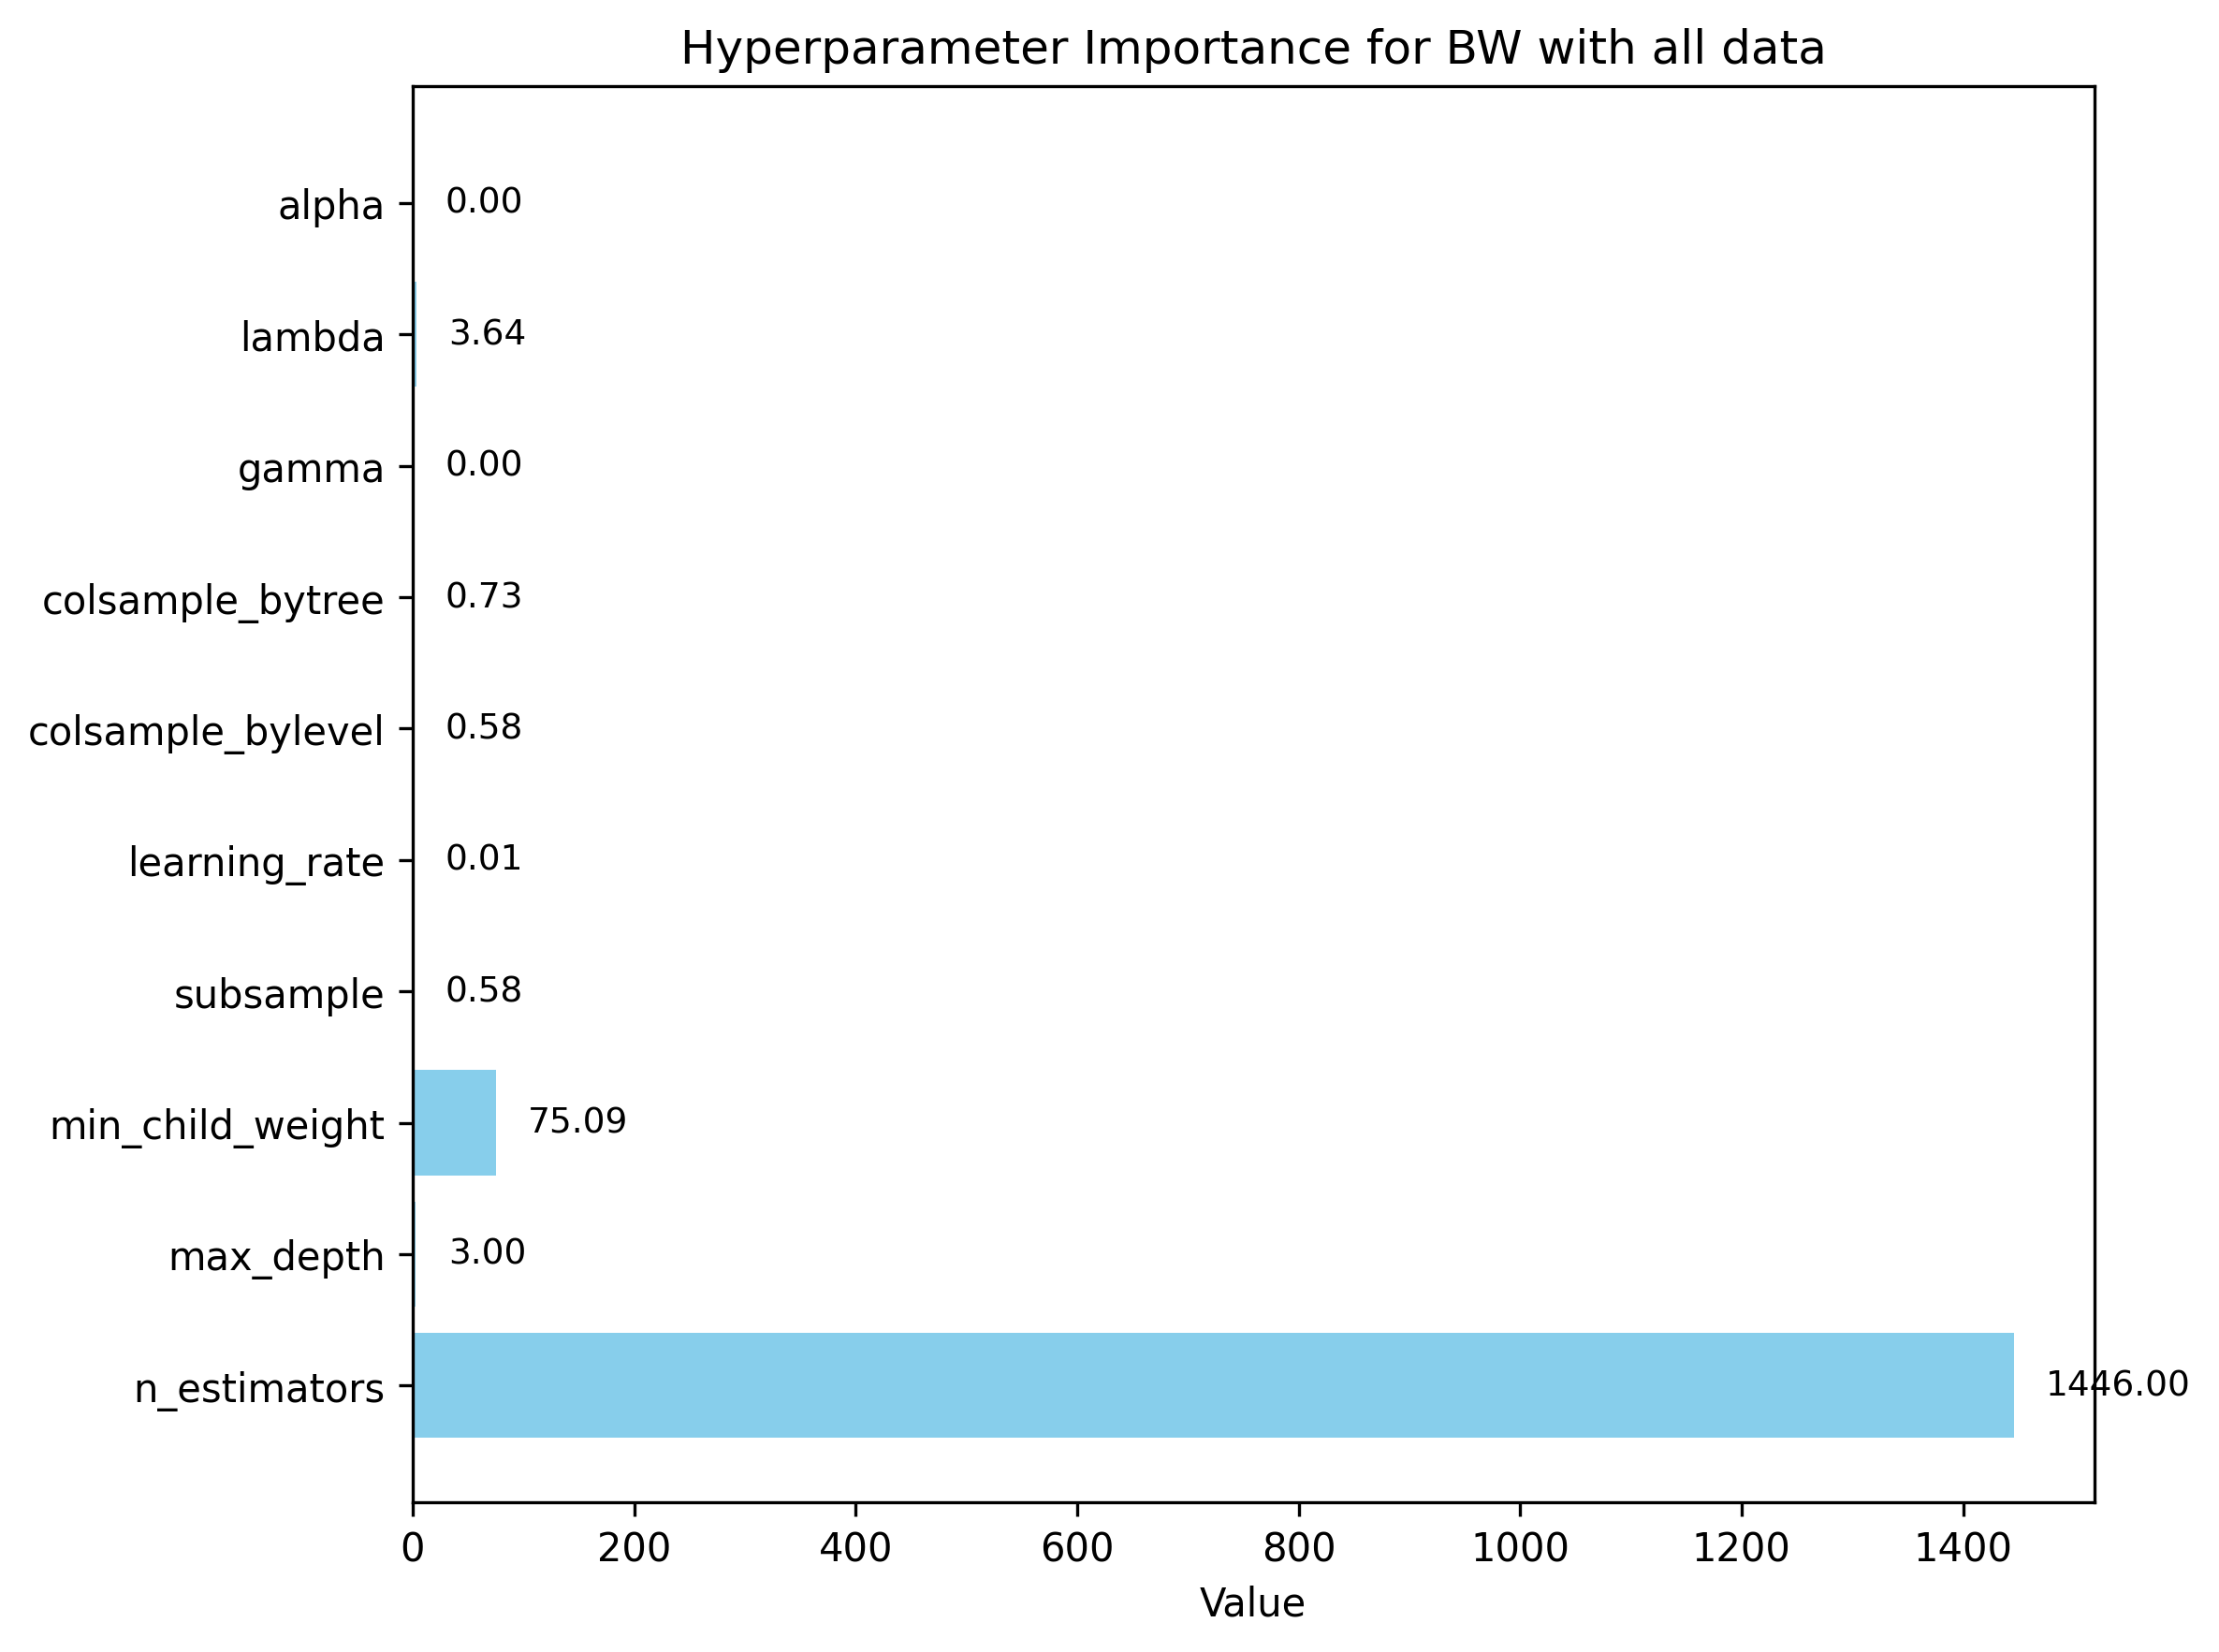 Hyperparameter Importance for BW with all data
alpha 0.00
lambda 3.64
gamma 0.00
colsample_bytree 0.73
colsample_bylevel 0.58
learning_rate 0.01
subsample 0.58
min_child_weight 75.09
max_depth 3.00
n_estimators 1446.00
0 200 400 600 800 1000 1200 1400
Value